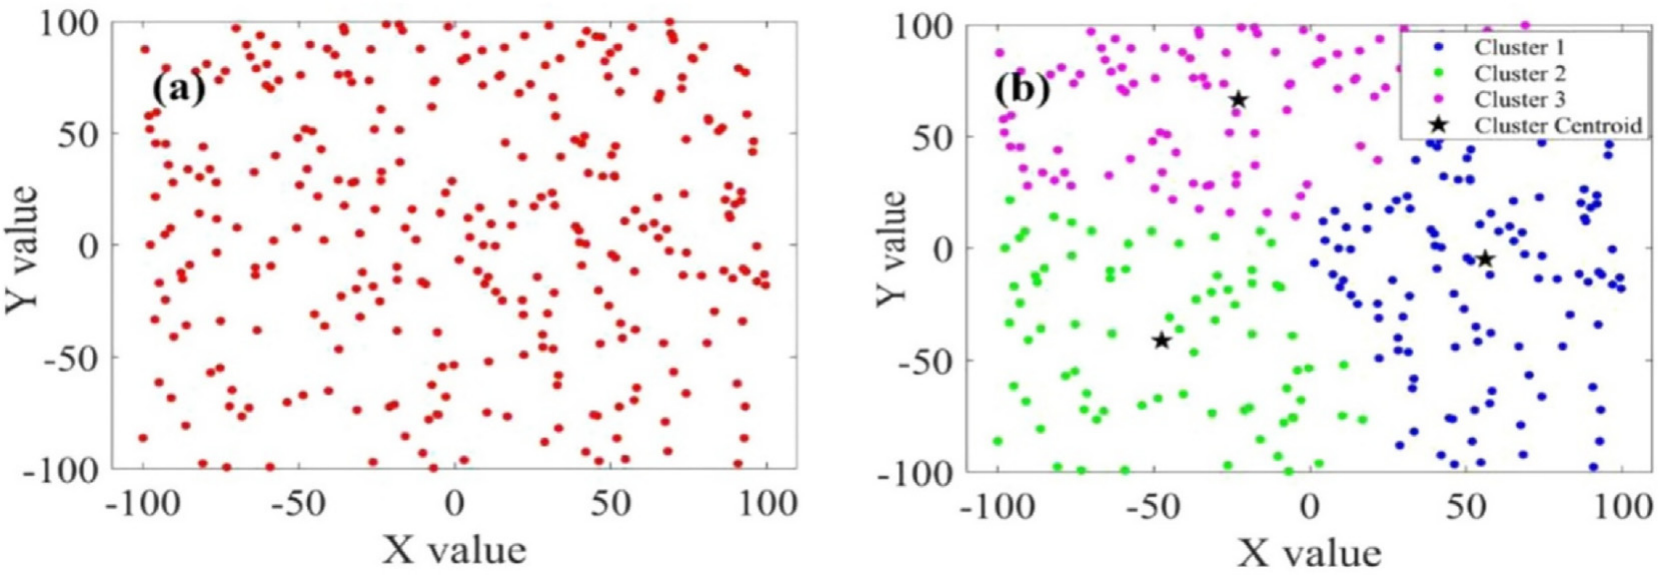 (a)
100
50
0
-50
-100
-100 -50 0 50 100
Y value
X value
(b)
Cluster 1
Cluster 2
Cluster 3
Cluster Centroid
100
50
0
-50
-100
-100 -50 0 50 100
Y value
X value